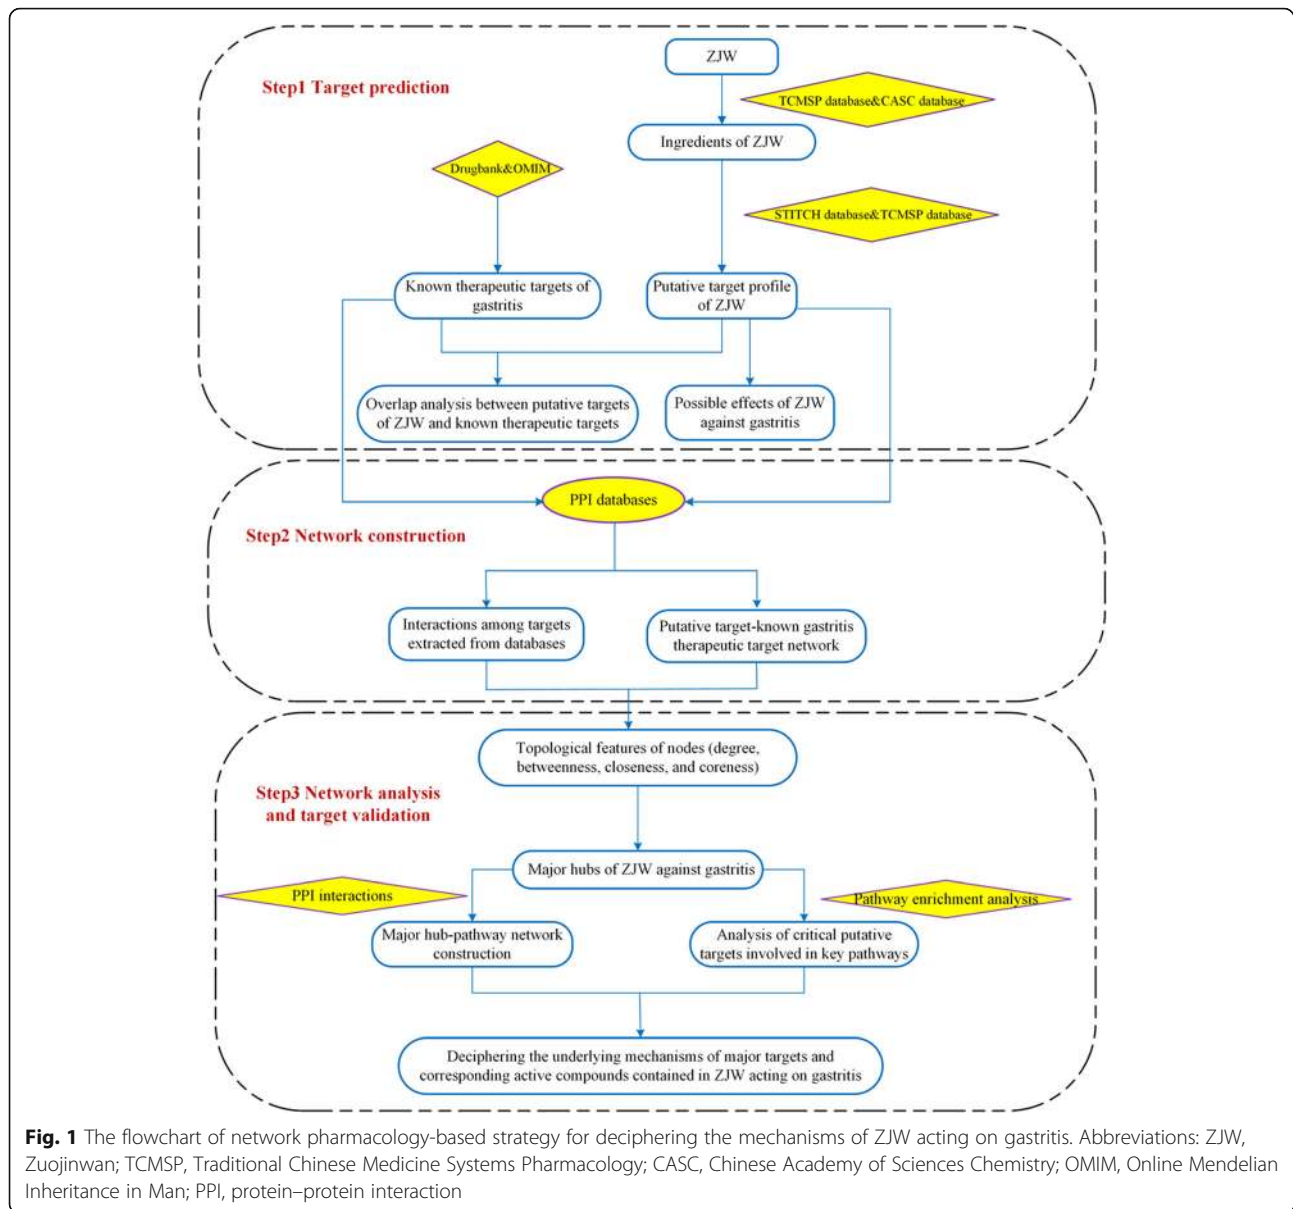 Step1 Target prediction
ZJW
TCMSP database&CASC database
Ingredients of ZJW
Drugbank&OMIM
STITCH database&TCMSP database
Known therapeutic targets of
gastritis
Putative target profile
of ZJW
Overlap analysis between putative targets
of ZJW and known therapeutic targets
Possible effects of ZJW
against gastritis
PPI databases
Step2 Network construction
Interactions among targets
extracted from databases
Putative target-known gastritis
therapeutic target network
Topological features of nodes (degree,
betweenness, closeness, and coreness)
Step3 Network analysis
and target validation
Major hubs of ZJW against gastritis
PPI interactions
Pathway enrichment analysis
Major hub-pathway network
construction
Analysis of critical putative
targets involved in key pathways
Deciphering the underlying mechanisms of major targets and
corresponding active compounds contained in ZJW acting on gastritis
Fig. 1 The flowchart of network pharmacology-based strategy for deciphering the mechanisms of ZJW acting on gastritis. Abbreviations: ZJW,
Zuojinwan; TCMSP, Traditional Chinese Medicine Systems Pharmacology; CASC, Chinese Academy of Sciences Chemistry; OMIM, Online Mendelian
Inheritance in Man; PPI, protein–protein interaction